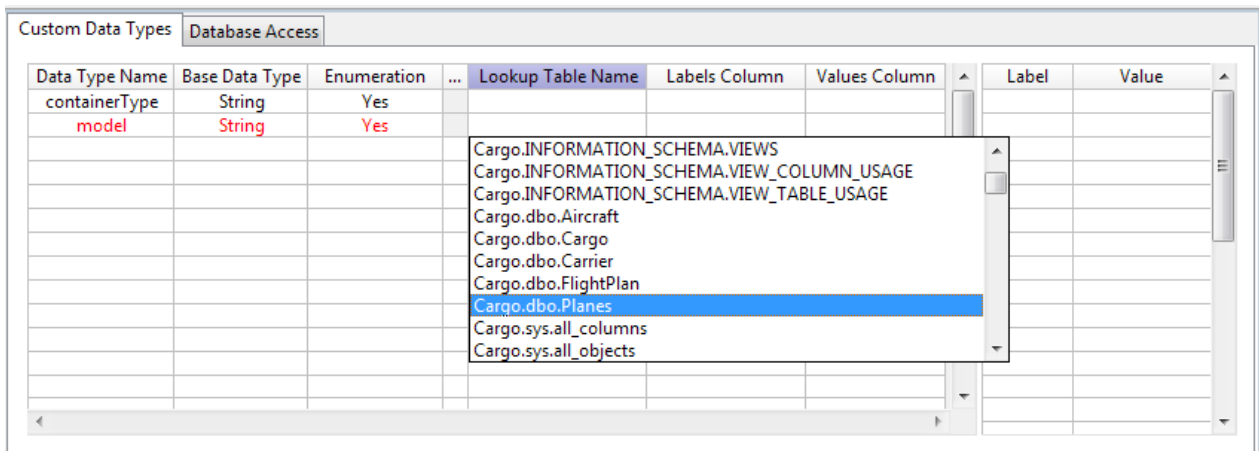 Custom Data Types Database Access
Data Type Name Base Data Type Enumeration ... Lookup Table Name Labels Column Values Column Label Value
containerType String Yes
model String Yes
Cargo.INFORMATION_SCHEMA.VIEWS
Cargo.INFORMATION_SCHEMA.VIEW_COLUMN_USAGE
Cargo.INFORMATION_SCHEMA.VIEW_TABLE_USAGE
Cargo.dbo.Aircraft
Cargo.dbo.Cargo
Cargo.dbo.Carrier
Cargo.dbo.FlightPlan
Cargo.dbo.Planes
Cargo.sys.all_columns
Cargo.sys.all_objects